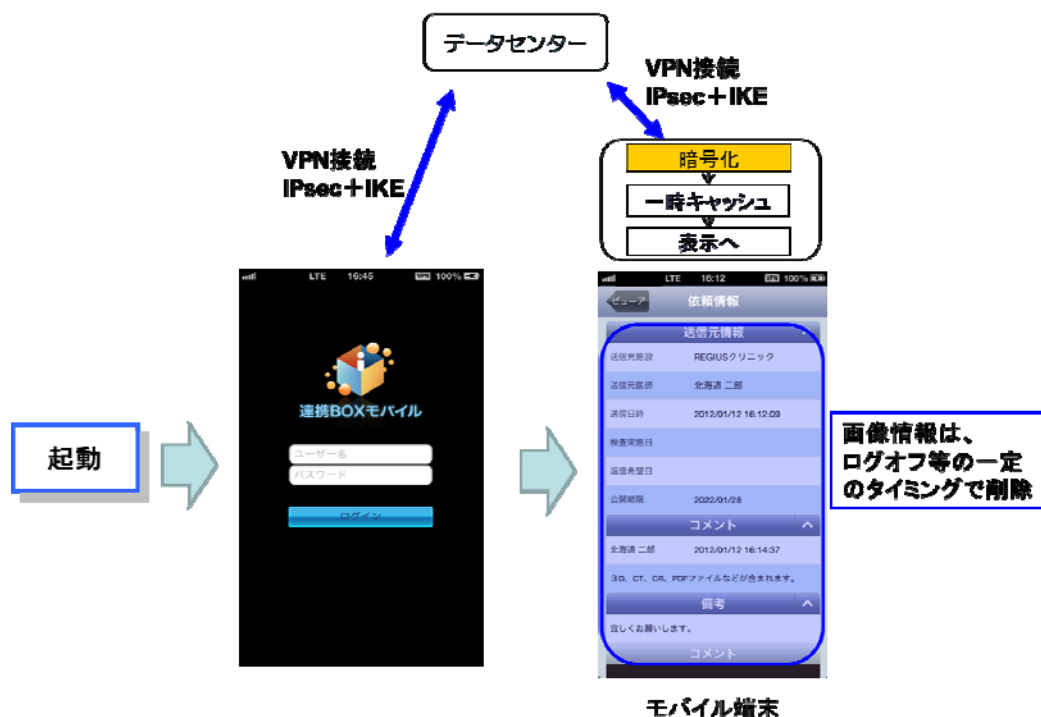 データセンター
VPN接続
IPsec＋IKE
VPN接続
IPsec＋IKE
暗号化
一時キャッシュ
表示へ
起動
LTE 16:45 VPN 100%
連携BOXモバイル
ユーザー名
パスワード
ログイン
LTE 16:12 VPN 100%
ビューア
依頼情報
送信元情報
送信元施設 REGIUSクリニック
送信元医師 北海道 二郎
送信日時 2012/01/12 16:12:09
検査実施日
返信希望日
公開期限 2022/01/28
コメント
北海道 二郎 2012/01/12 16:14:37
３D、CT、CR、PDFファイルなどが含まれます。
備考
宜しくお願いします。
コメント
画像情報は、
ログオフ等の一定
のタイミングで削除
モバイル端末